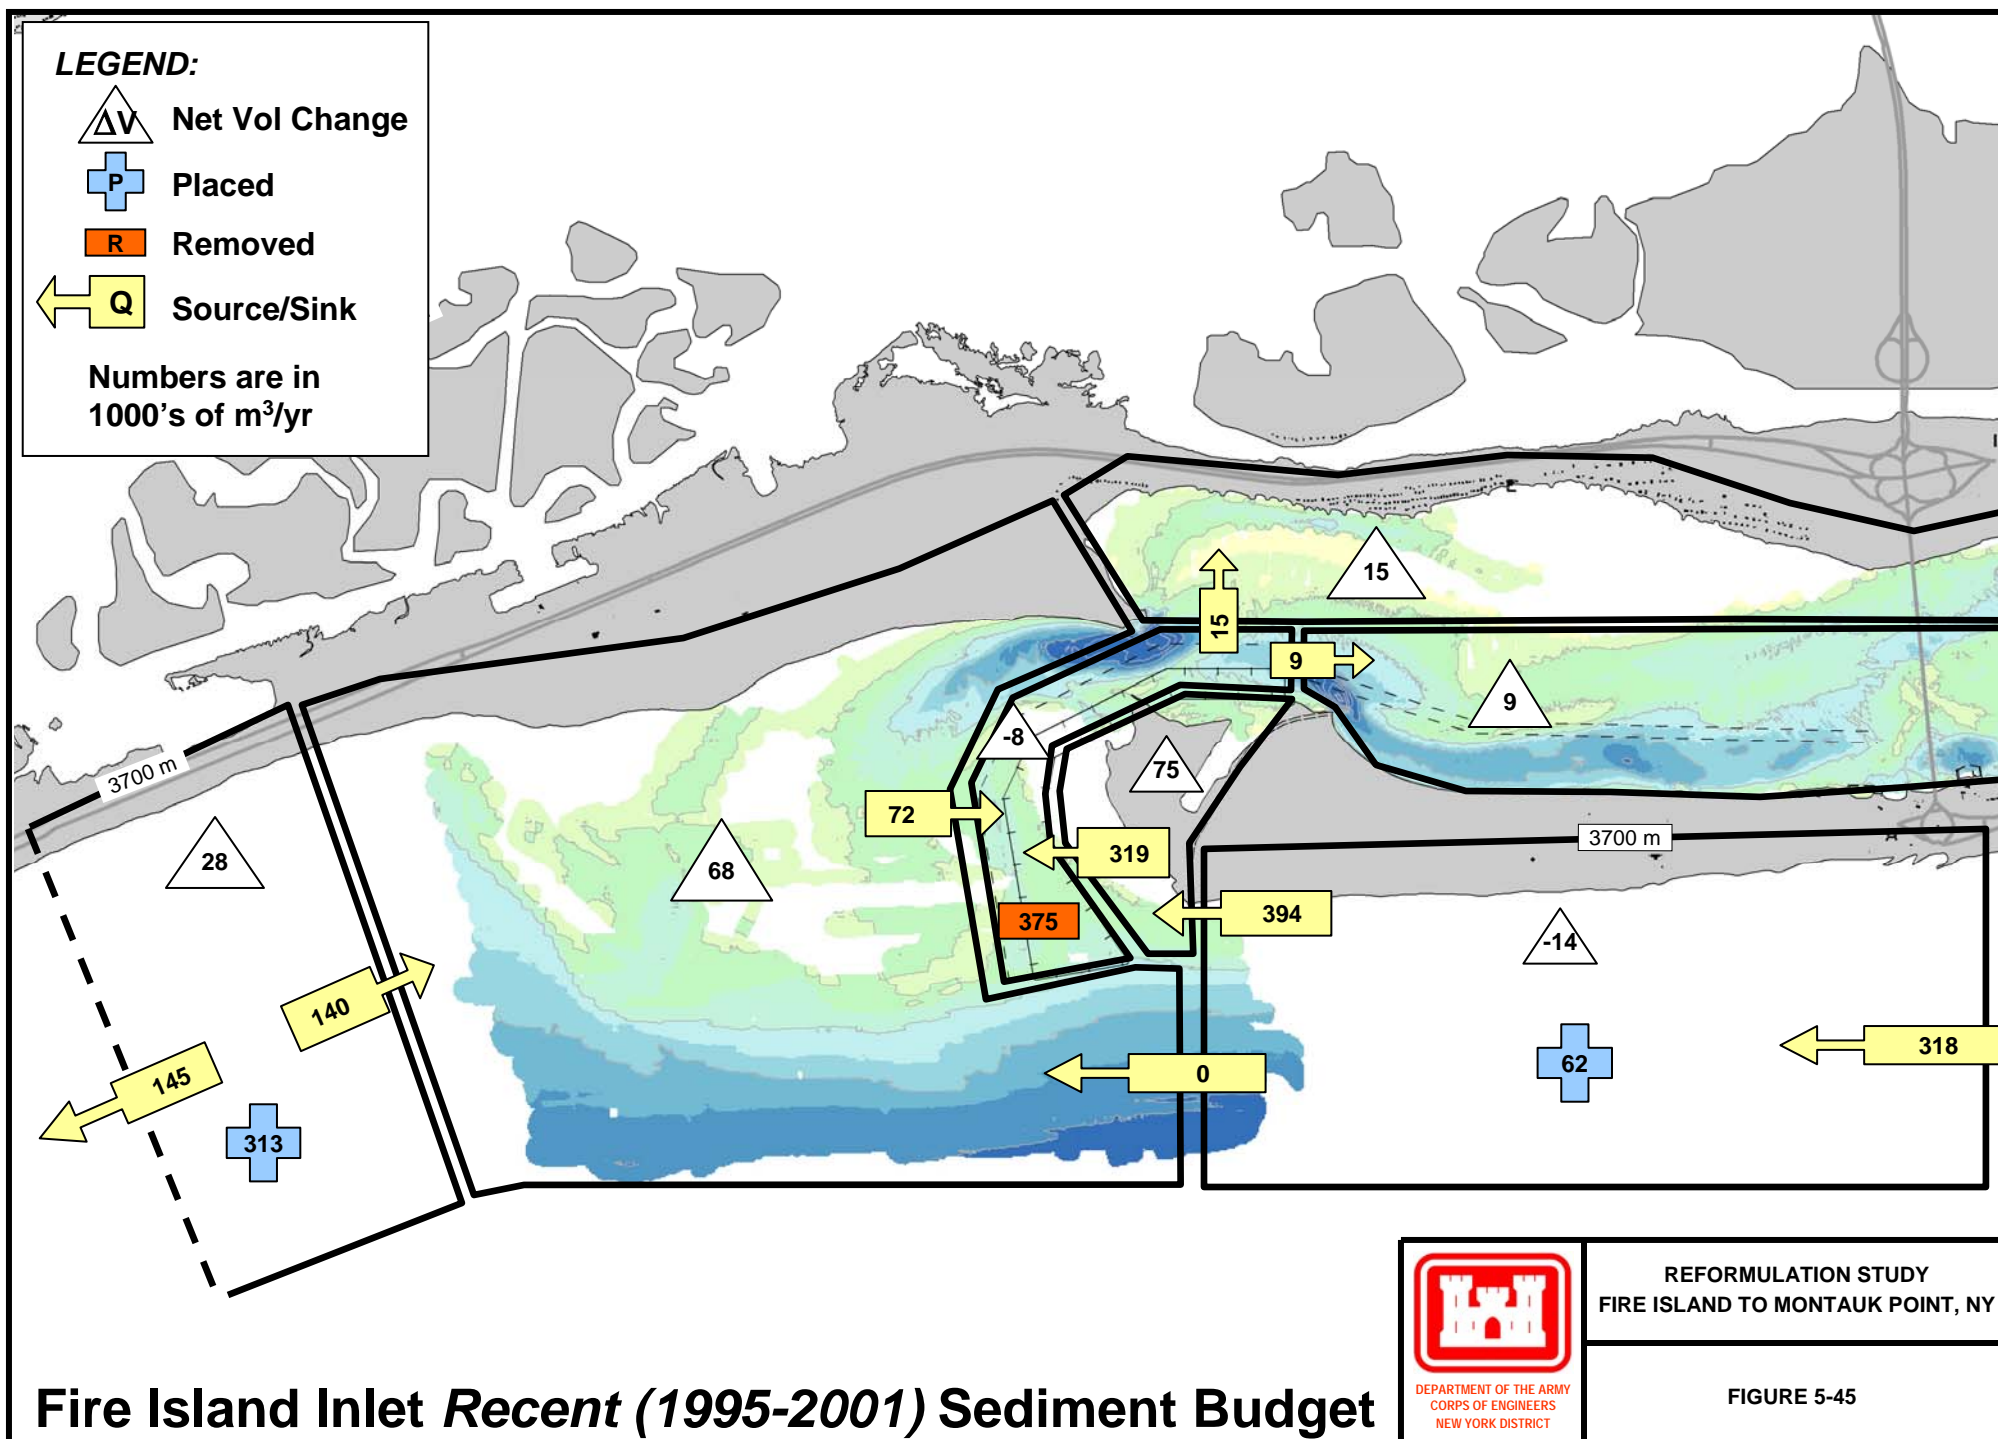 LEGEND:
ΔV Net Vol Change
P Placed
R Removed
Q Source/Sink
Numbers are in
1000's of m³/yr
15
15
9
9
-8
75
3700 m
72
3700 m
28
68
319
375
394
-14
140
145
0
62
318
313
REFORMULATION STUDY
FIRE ISLAND TO MONTAUK POINT, NY
DEPARTMENT OF THE ARMY
CORPS OF ENGINEERS
NEW YORK DISTRICT
FIGURE 5-45
Fire Island Inlet Recent (1995-2001) Sediment Budget